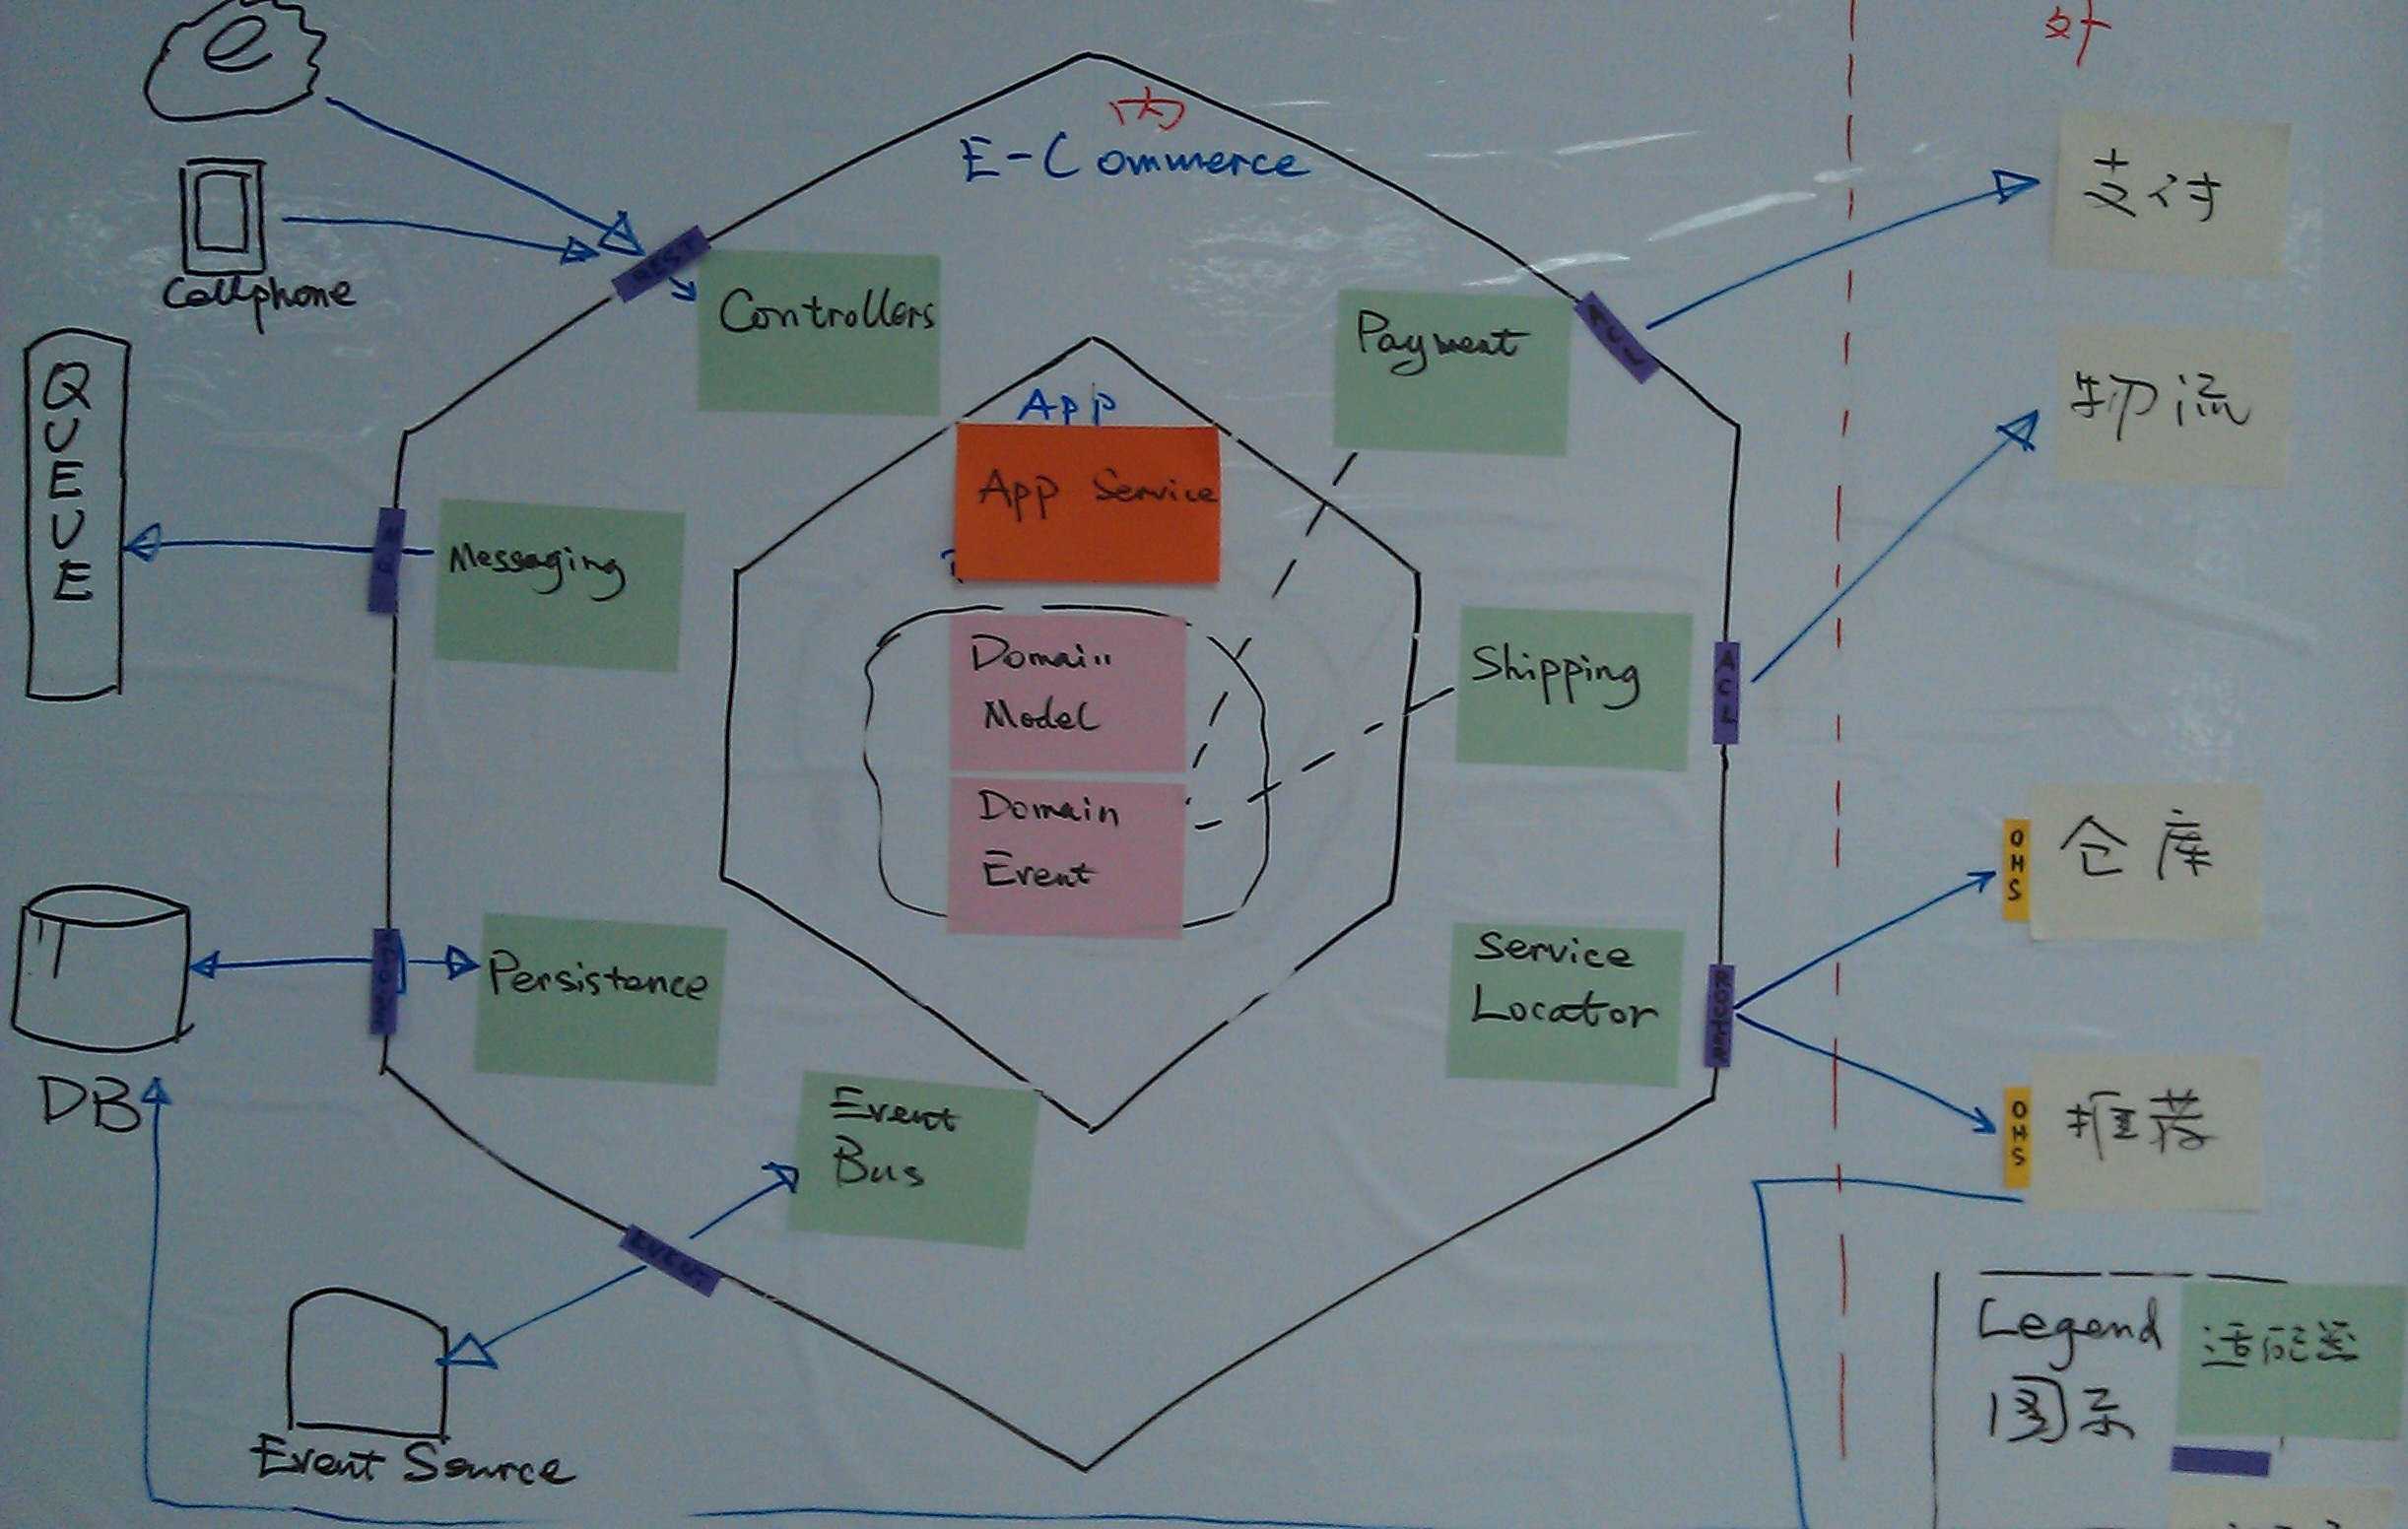 e
外
内
E-Commerce
支付
Cellphone
REST
Controllers
Payment
ACL
物流
QUEUE
App
App Service
Messaging
Domain
Model
Shipping
ACL
Domain
Event
仓库
OHS
Persistence
Service
Locator
ROUTER
DB
Event
Bus
推荐
OHS
EVENT
Event Source
Legend
图示
适配器